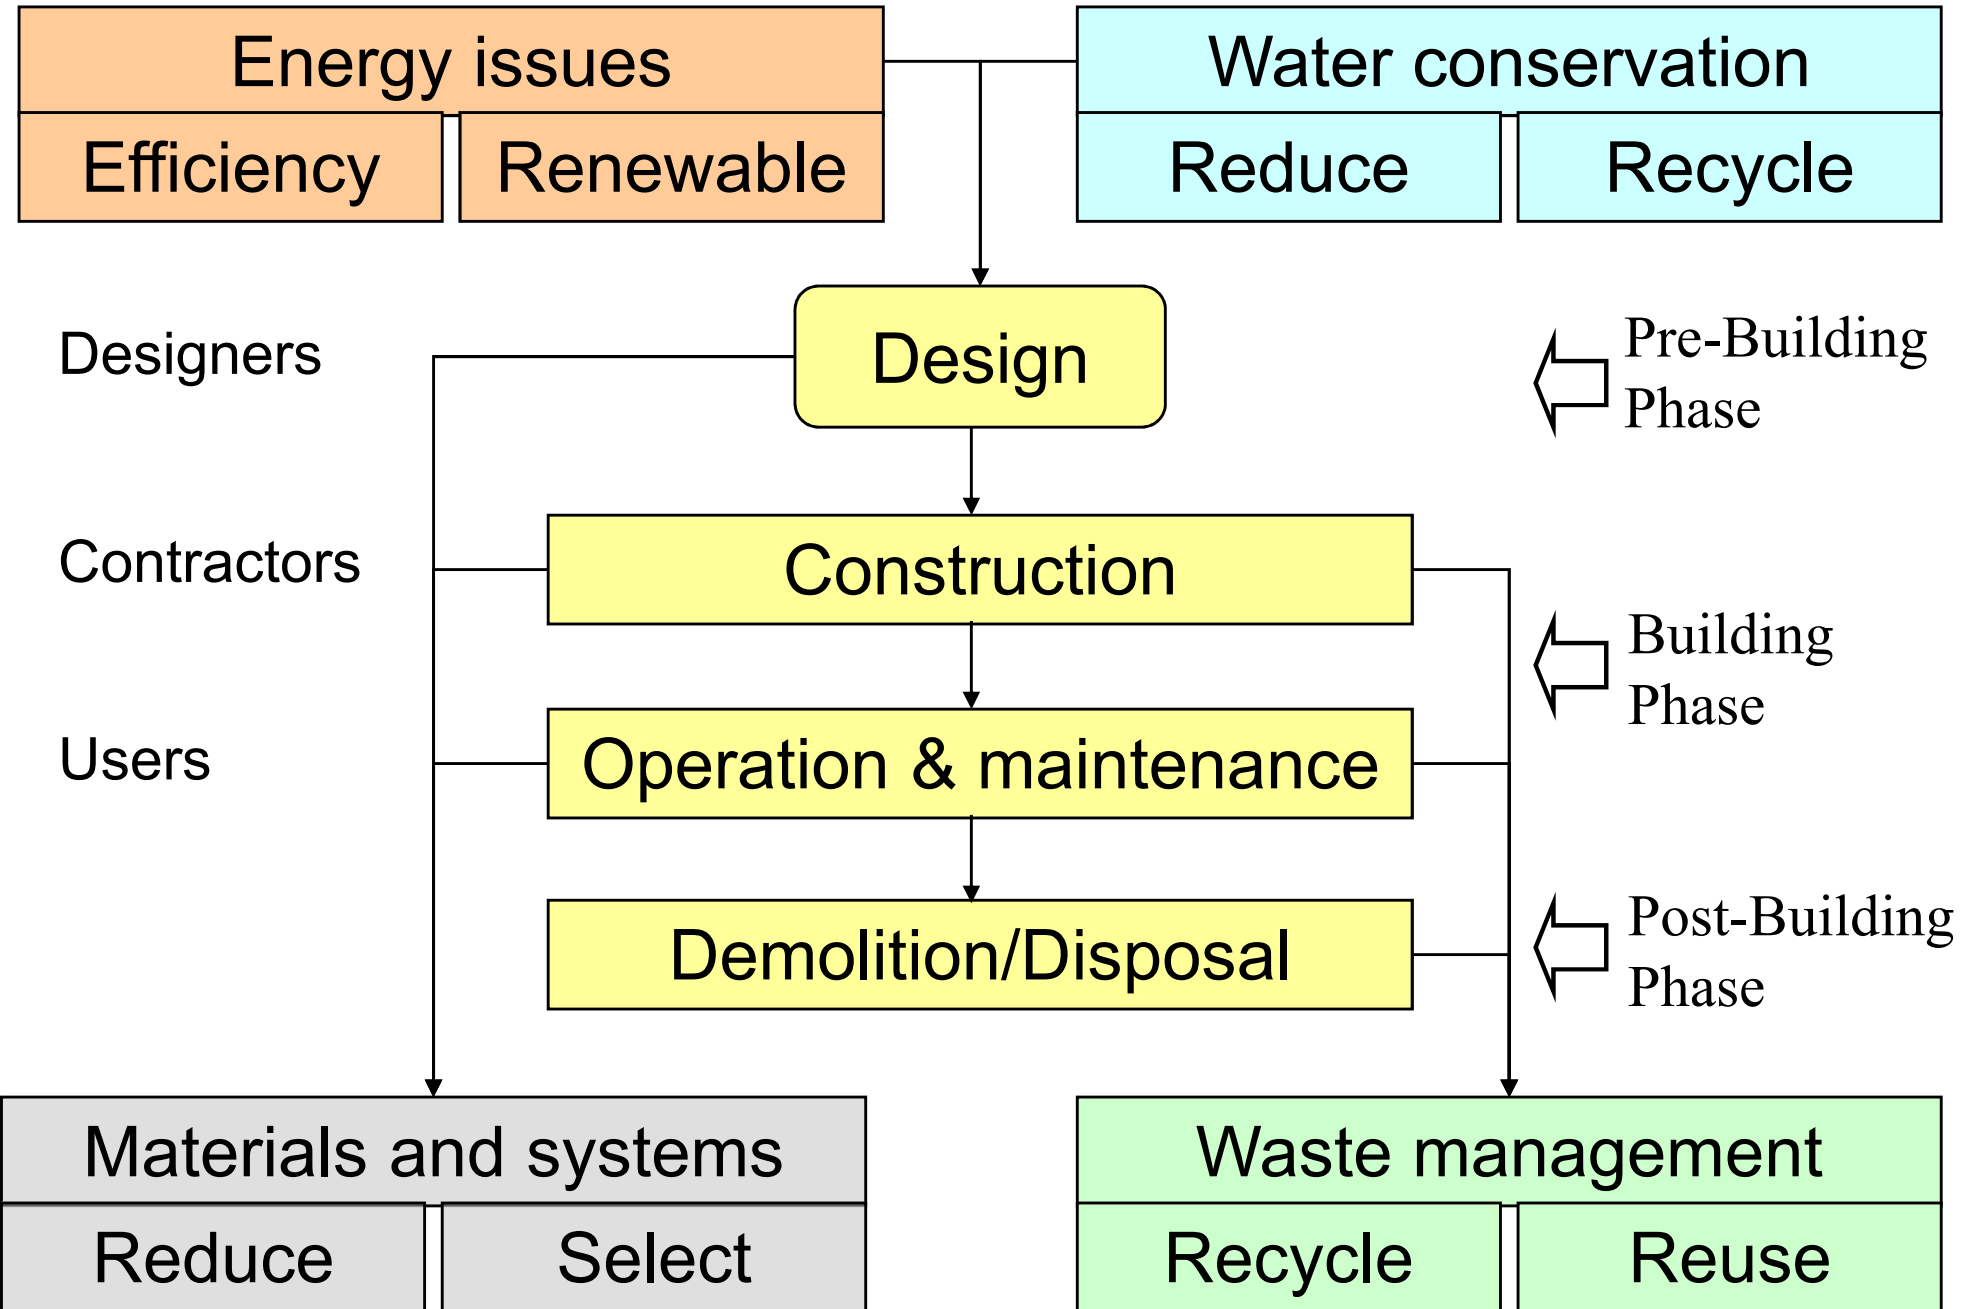 Energy issues
Water conservation
Efficiency
Renewable
Reduce
Recycle
Designers
Design
Pre-Building
Phase
Contractors
Construction
Building
Phase
Users
Operation & maintenance
Demolition/Disposal
Post-Building
Phase
Materials and systems
Waste management
Reduce
Select
Recycle
Reuse